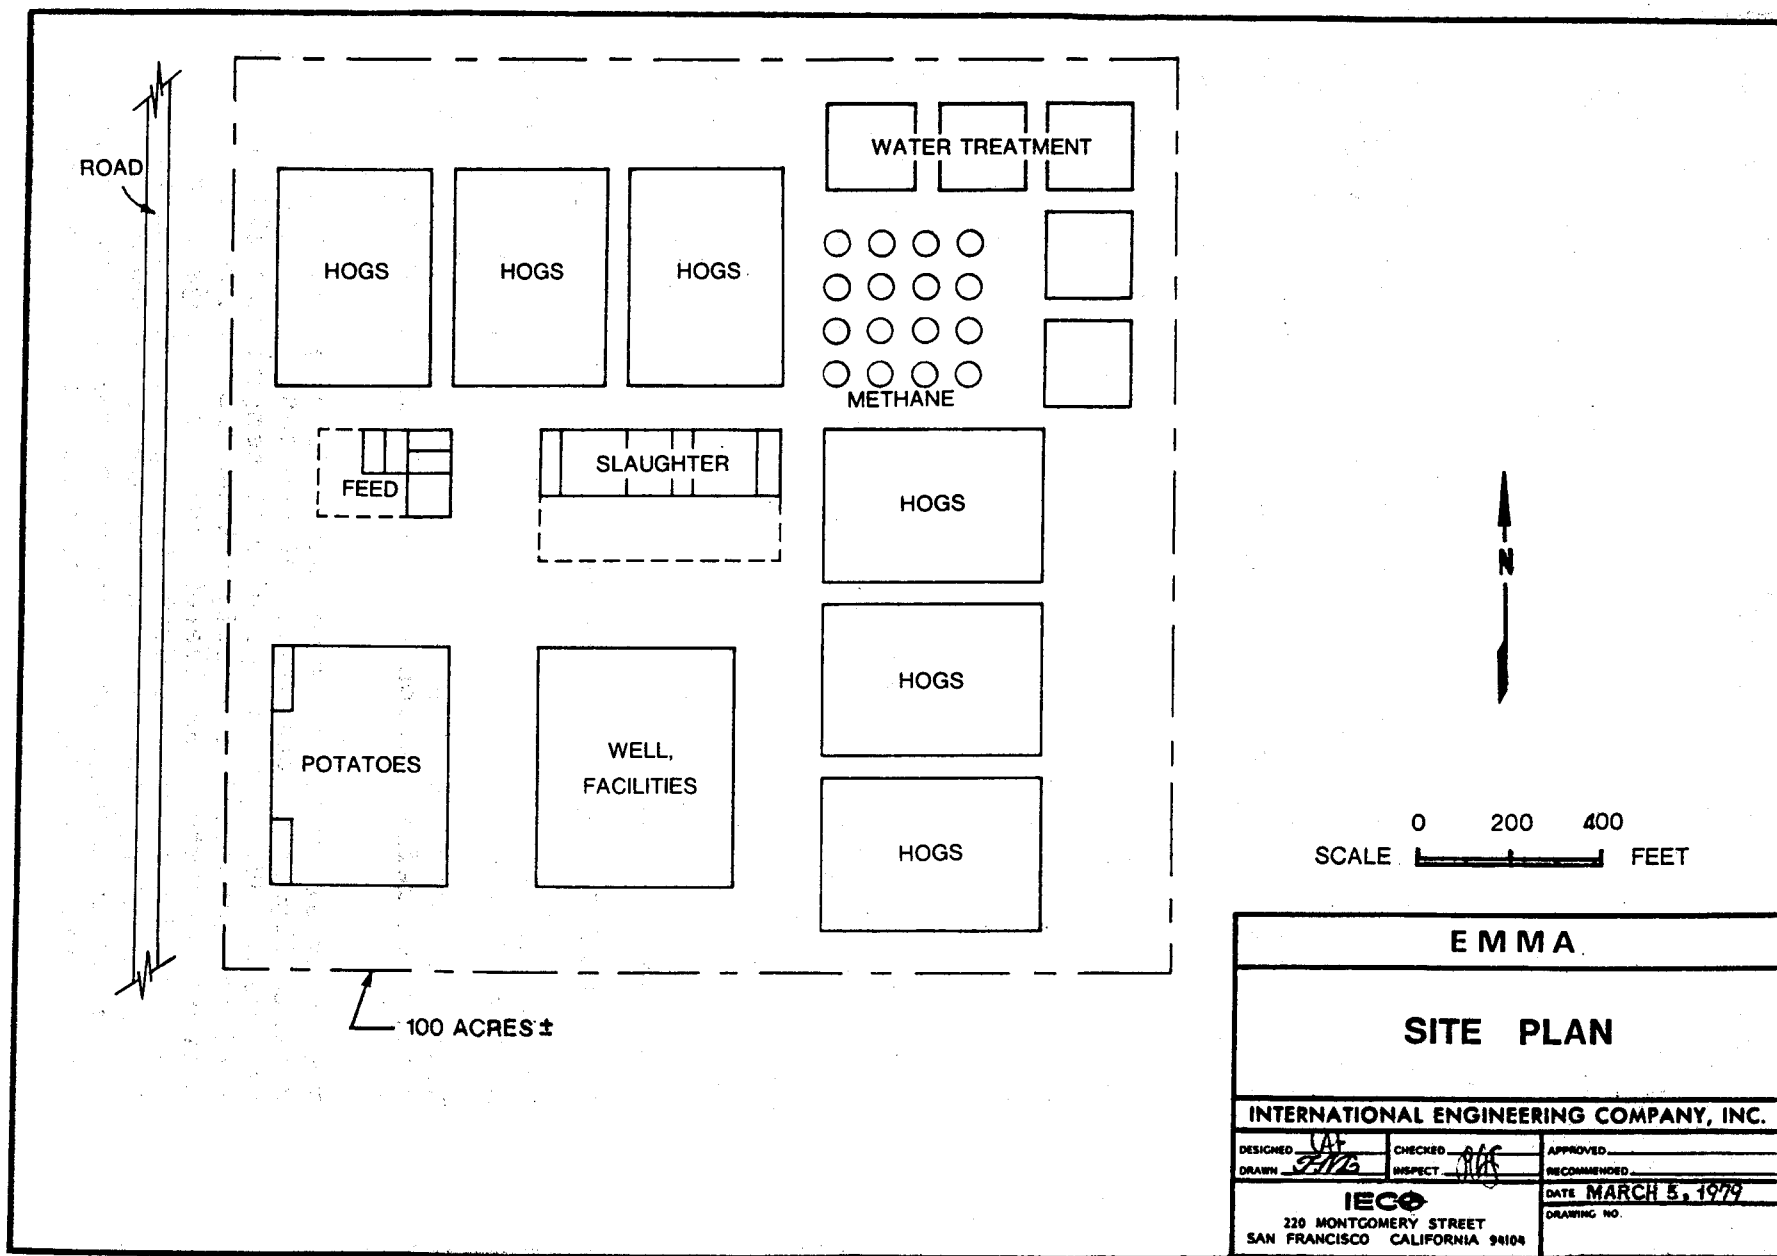 ROAD
WATER TREATMENT
HOGS
HOGS
HOGS
METHANE
FEED
SLAUGHTER
HOGS
HOGS
HOGS
POTATOES
WELL,
FACILITIES
N
0 200 400
SCALE FEET
100 ACRES ±
EMMA
SITE PLAN
INTERNATIONAL ENGINEERING COMPANY, INC.
DESIGNED CHECKED APPROVED
DRAWN INSPECT RECOMMENDED
IECO
220 MONTGOMERY STREET
SAN FRANCISCO CALIFORNIA 94104
DATE MARCH 5, 1979
DRAWING NO.